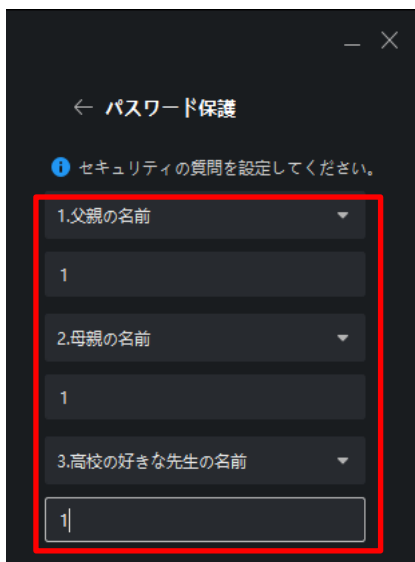 ← パスワード保護
セキュリティの質問を設定してください。
1.父親の名前
1
2.母親の名前
1
3.高校の好きな先生の名前
1